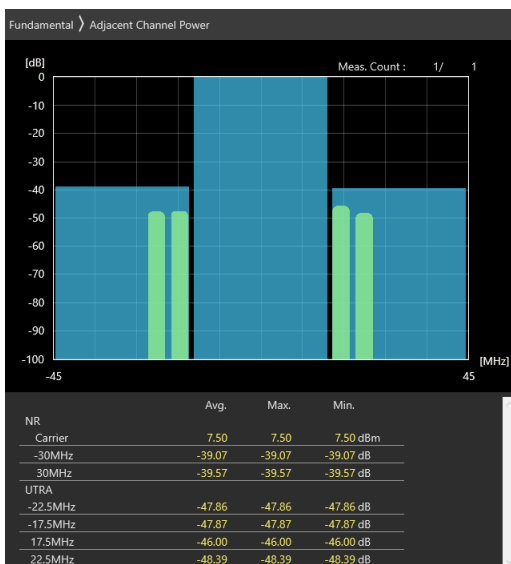 Fundamental 〉 Adjacent Channel Power
[dB]
Meas. Count : 1/ 1
0
-10
-20
-30
-40
-50
-60
-70
-80
-90
-100
[MHz]
-45 45
Avg. Max. Min.
NR
Carrier 7.50 7.50 7.50 dBm
-30MHz -39.07 -39.07 -39.07 dB
30MHz -39.57 -39.57 -39.57 dB
UTRA
-22.5MHz -47.86 -47.86 -47.86 dB
-17.5MHz -47.87 -47.87 -47.87 dB
17.5MHz -46.00 -46.00 -46.00 dB
22.5MHz -48.39 -48.39 -48.39 dB